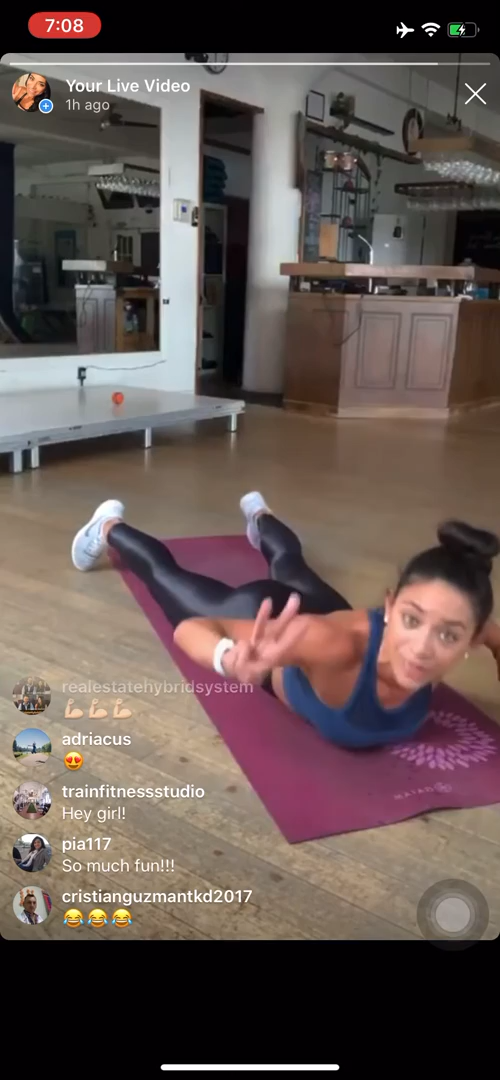 7:08
Your Live Video
1h ago
realestatehybridsystem
💪🏼💪🏼💪🏼
adriacus
😍
trainfitnessstudio
Hey girl!
pia117
So much fun!!!
cristianguzmantkd2017
😂😂😂